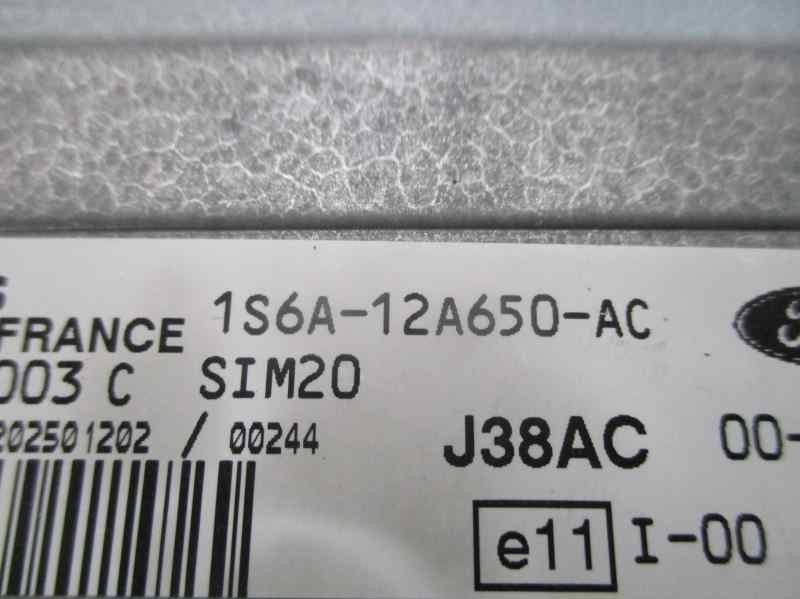 S
FRANCE 1S6A-12A650-AC
003 C SIM20
202501202 / 00244
J38AC 00-
e11 I-00